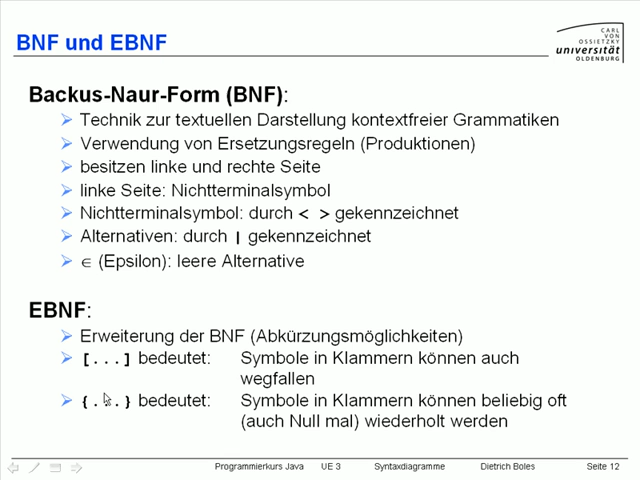 BNF und EBNF
CARL
VON
OSSIETZKY
universität
OLDENBURG
Backus-Naur-Form (BNF):
Technik zur textuellen Darstellung kontextfreier Grammatiken
Verwendung von Ersetzungsregeln (Produktionen)
besitzen linke und rechte Seite
linke Seite: Nichtterminalsymbol
Nichtterminalsymbol: durch < > gekennzeichnet
Alternativen: durch | gekennzeichnet
∈ (Epsilon): leere Alternative
EBNF:
Erweiterung der BNF (Abkürzungsmöglichkeiten)
[...] bedeutet: Symbole in Klammern können auch
wegfallen
{...} bedeutet: Symbole in Klammern können beliebig oft
(auch Null mal) wiederholt werden
Programmierkurs Java UE 3 Syntaxdiagramme Dietrich Boles Seite 12